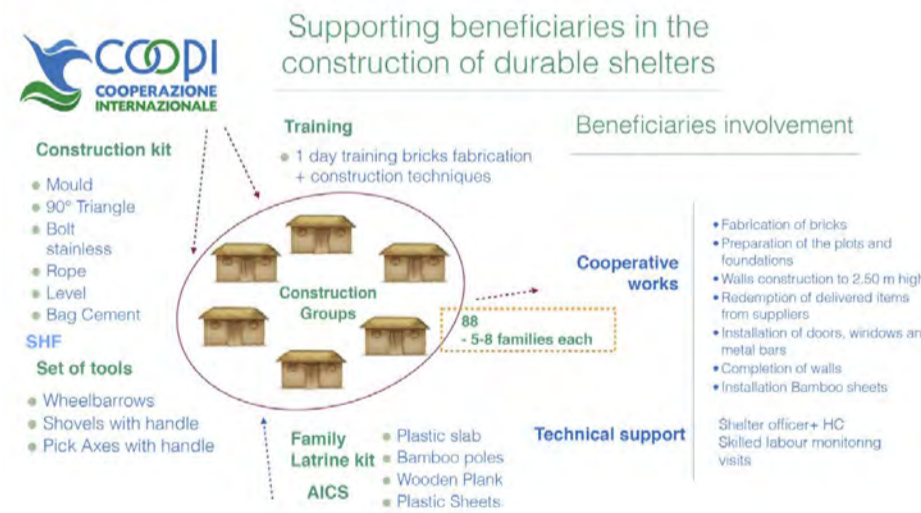 COOPI
COOPERAZIONE
INTERNAZIONALE
Supporting beneficiaries in the
construction of durable shelters
Construction kit
Mould
90° Triangle
Bolt
stainless
Rope
Level
Bag Cement
SHF
Set of tools
Wheelbarrows
Shovels with handle
Pick Axes with handle
Training
1 day training bricks fabrication
+ construction techniques
Construction
Groups
88
- 5-8 families each
Family
Latrine kit
AICS
Plastic slab
Bamboo poles
Wooden Plank
Plastic Sheets
Beneficiaries involvement
Cooperative
works
Fabrication of bricks
Preparation of the plots and
foundations
Walls construction to 2.50 m high
Redemption of delivered items
from suppliers
Installation of doors, windows an
metal bars
Completion of walls
Installation Bamboo sheets
Technical support
Shelter officer+ HC
Skilled labour monitoring
visits